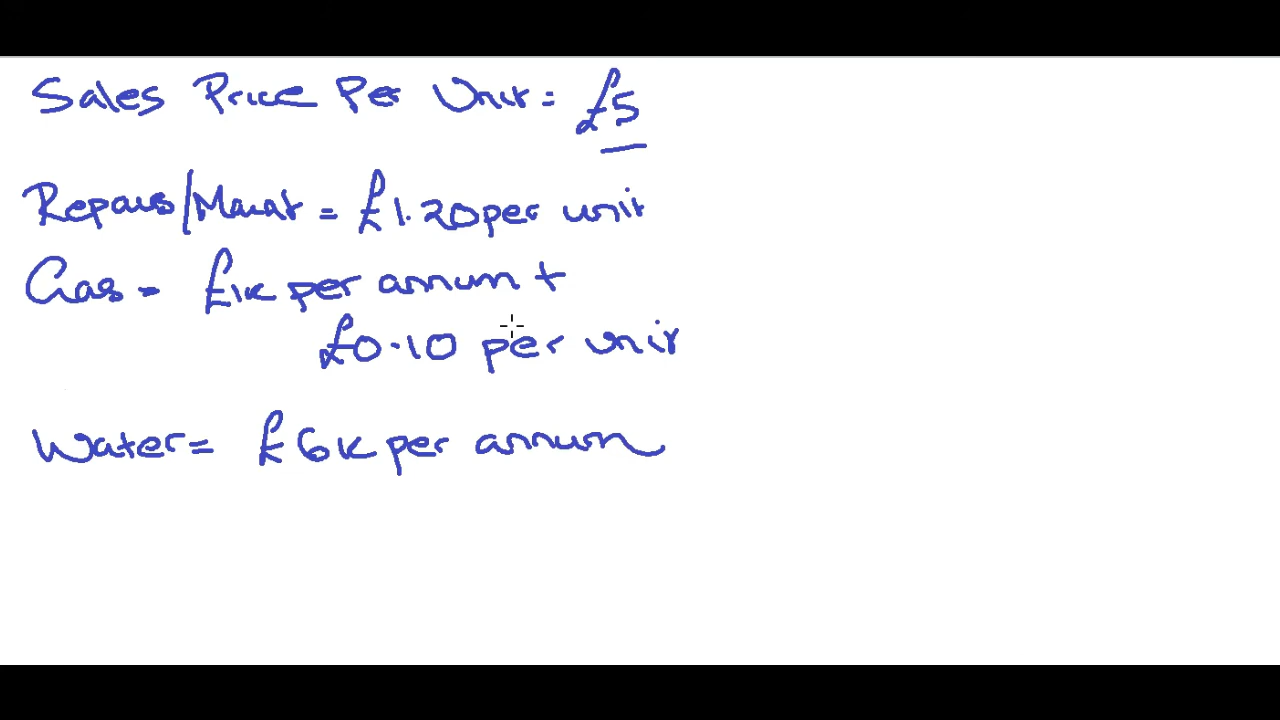 Sales Price Per Unit = £5
Repairs/Maint = £1.20 per unit
Gas = £1k per annum +
£0.10 per unit
Water = £6k per annum